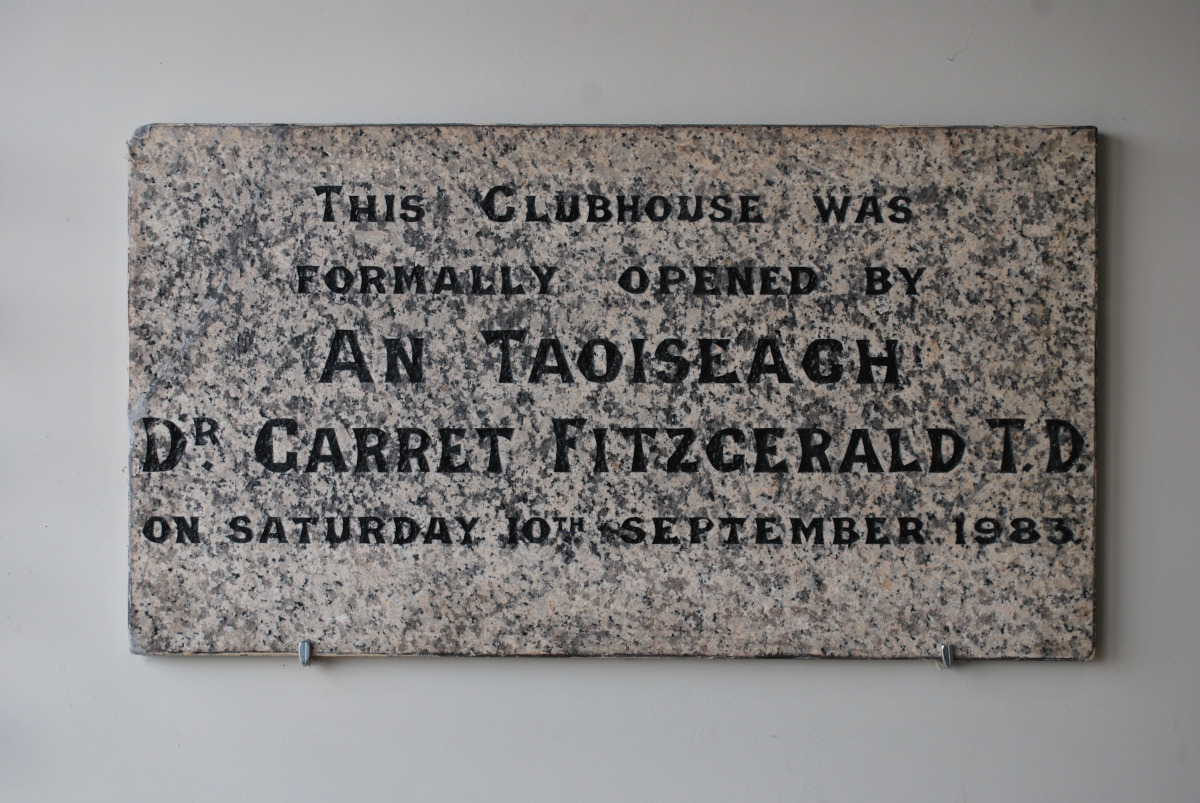 This Clubhouse was
formally opened by
An Taoiseach
Dr. Garret Fitzgerald T.D.
on Saturday 10th September 1983.